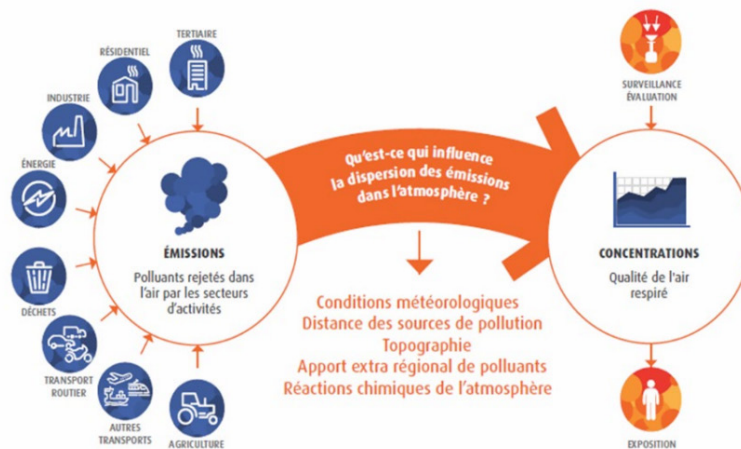 TERTIAIRE
RÉSIDENTIEL
INDUSTRIE
ÉNERGIE
DÉCHETS
TRANSPORT
ROUTIER
AUTRES
TRANSPORTS
AGRICULTURE
ÉMISSIONS
Polluants rejetés dans
l'air par les secteurs
d'activités
Qu'est-ce qui influence
la dispersion des émissions
dans l'atmosphère ?
Conditions météorologiques
Distance des sources de pollution
Topographie
Apport extra régional de polluants
Réactions chimiques de l'atmosphère
SURVEILLANCE
ÉVALUATION
CONCENTRATIONS
Qualité de l'air
respiré
EXPOSITION